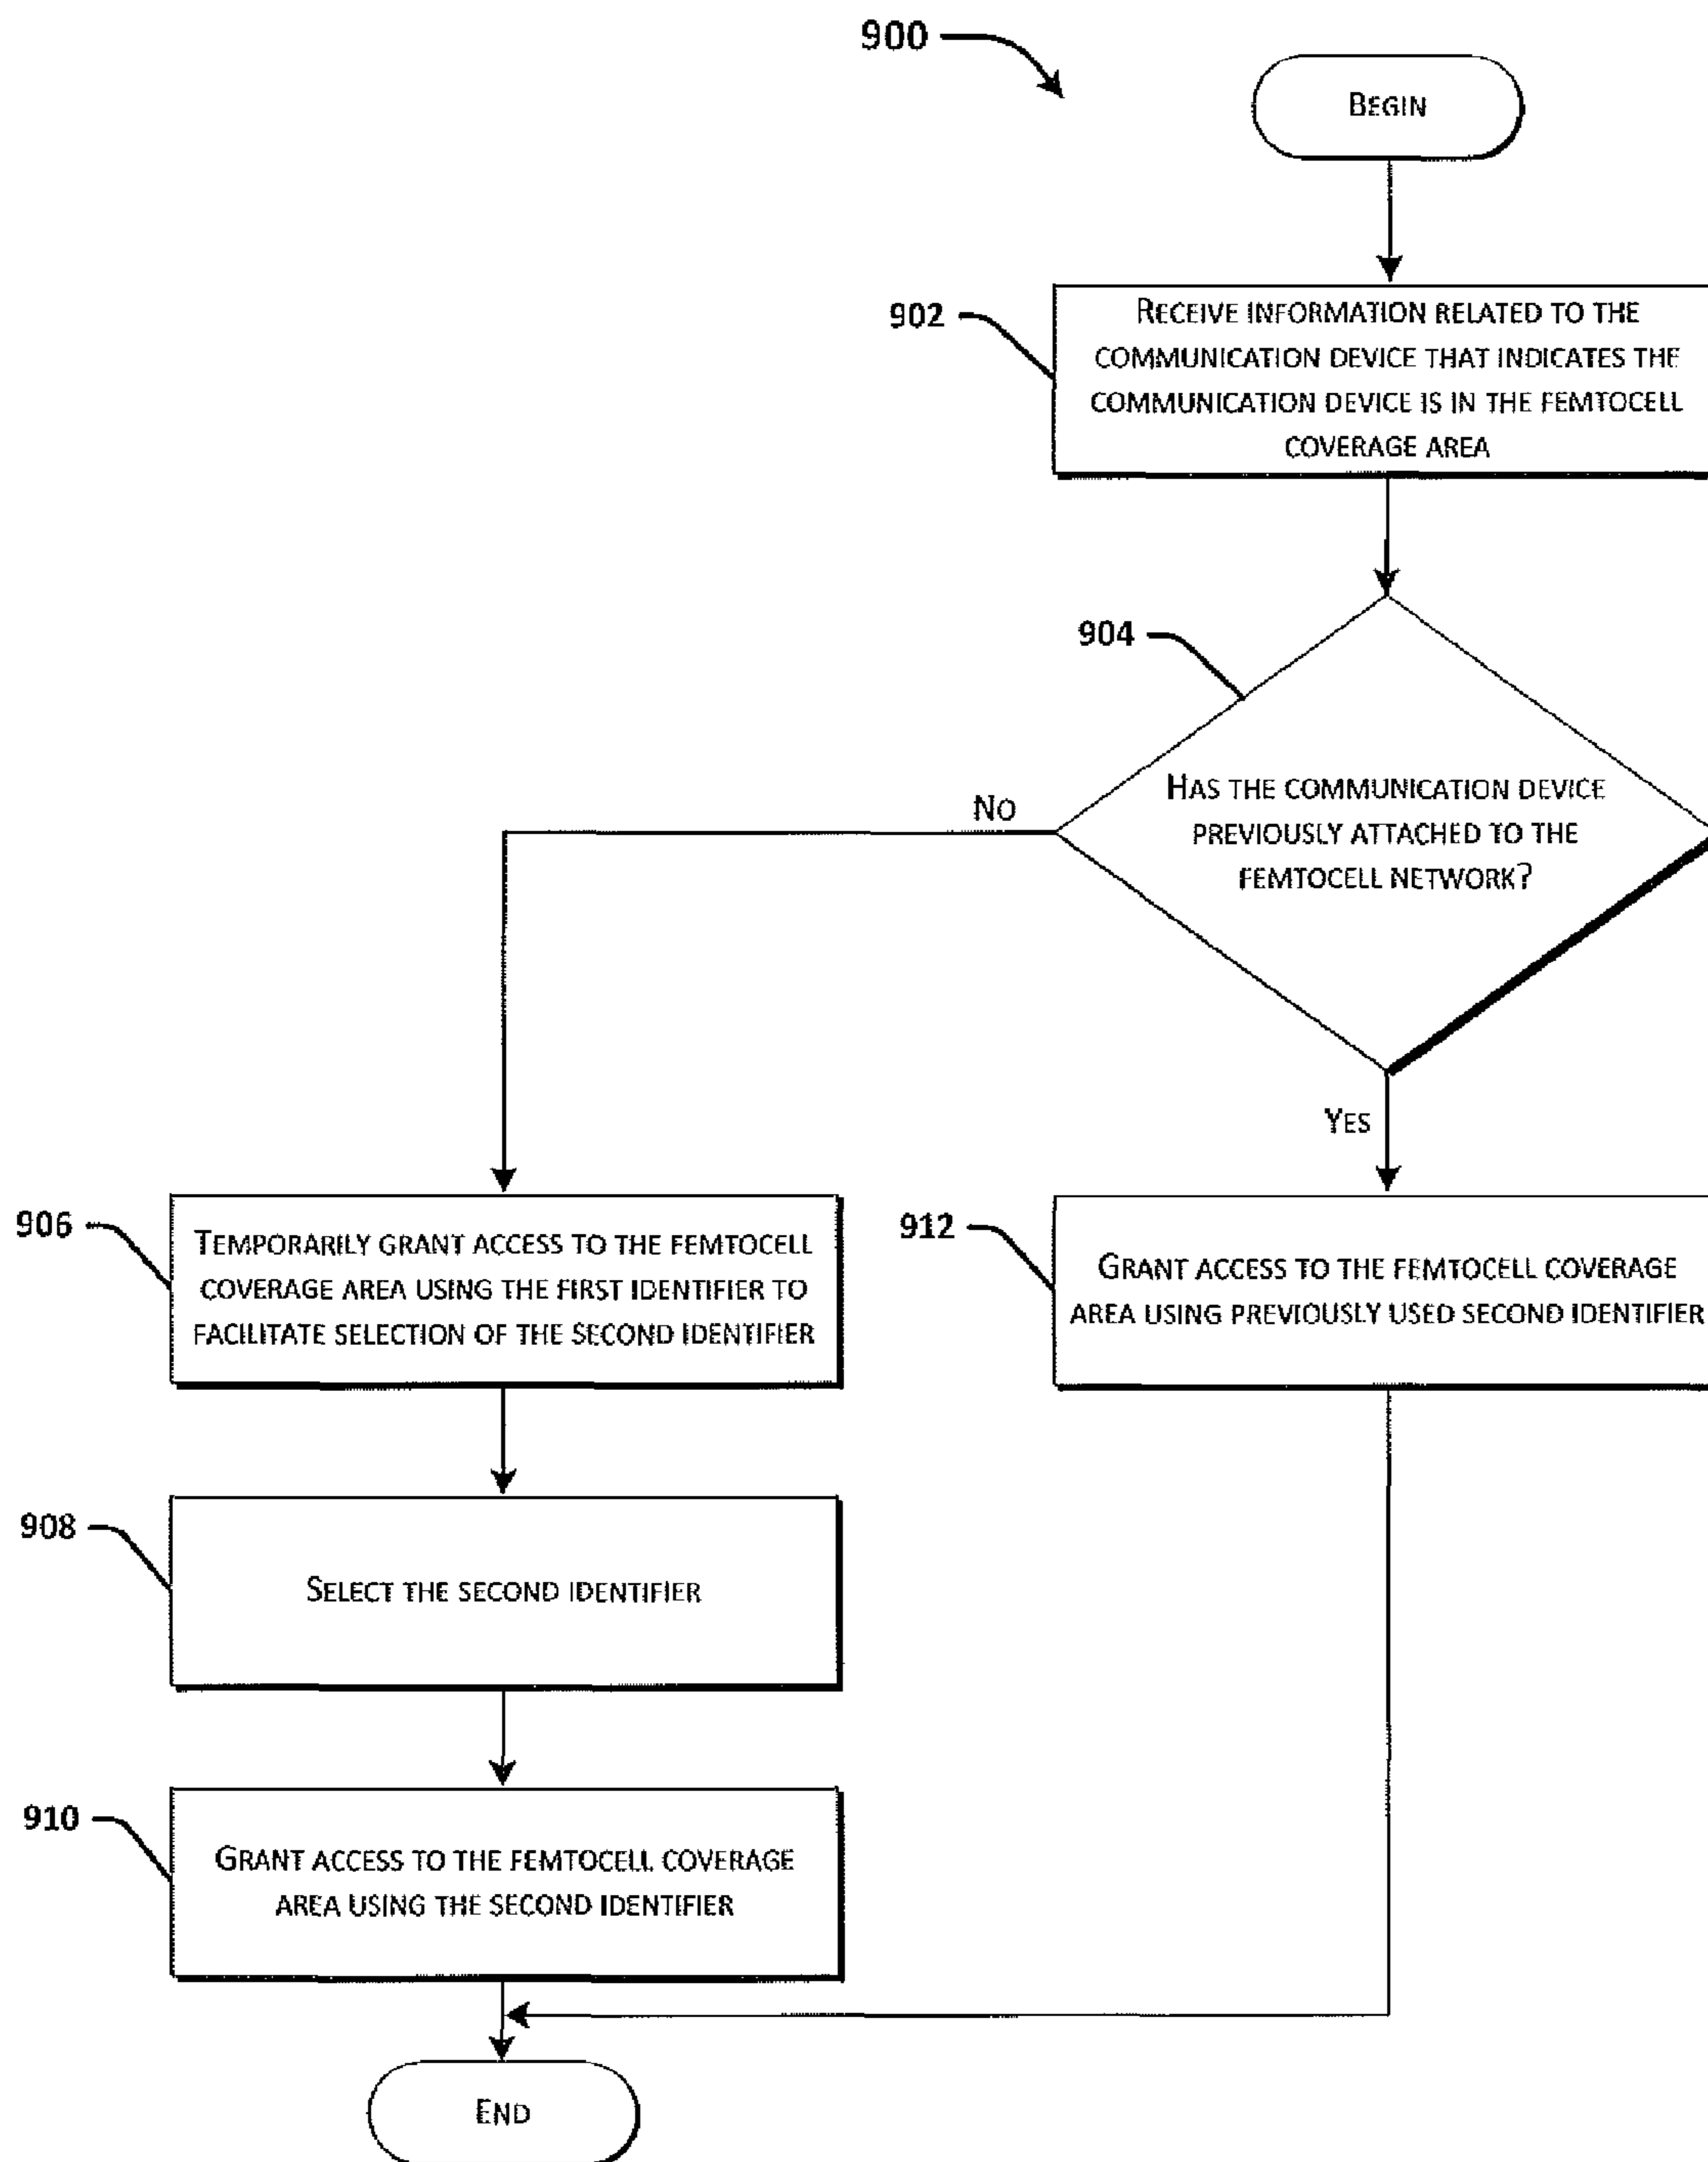 900
BEGIN
902
RECEIVE INFORMATION RELATED TO THE
COMMUNICATION DEVICE THAT INDICATES THE
COMMUNICATION DEVICE IS IN THE FEMTOCELL
COVERAGE AREA
904
HAS THE COMMUNICATION DEVICE
PREVIOUSLY ATTACHED TO THE
FEMTOCELL NETWORK?
NO
YES
906
TEMPORARILY GRANT ACCESS TO THE FEMTOCELL
COVERAGE AREA USING THE FIRST IDENTIFIER TO
FACILITATE SELECTION OF THE SECOND IDENTIFIER
912
GRANT ACCESS TO THE FEMTOCELL COVERAGE
AREA USING PREVIOUSLY USED SECOND IDENTIFIER
908
SELECT THE SECOND IDENTIFIER
910
GRANT ACCESS TO THE FEMTOCELL COVERAGE
AREA USING THE SECOND IDENTIFIER
END